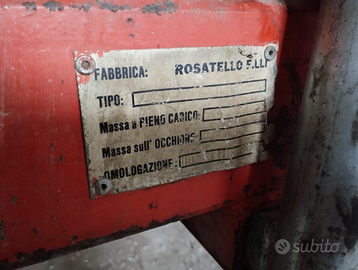 FABBRICA: ROSATELLO F.LLI
TIPO:
Massa a PIENO CARICO:
Massa sull' OCCHIONE:
OMOLOGAZIONE:
subito